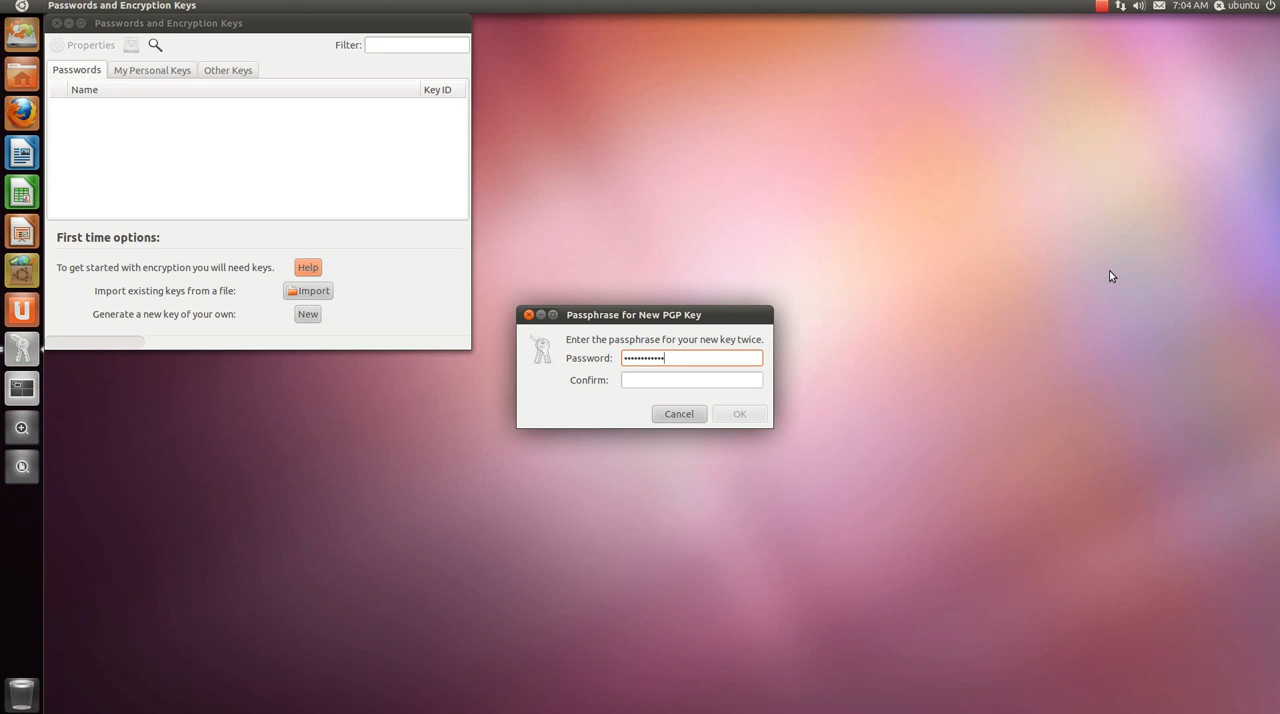 Passwords and Encryption Keys
7:04 AM ubuntu
Passwords and Encryption Keys
Properties
Filter:
Passwords My Personal Keys Other Keys
Name Key ID
First time options:
To get started with encryption you will need keys. Help
Import existing keys from a file: Import
Generate a new key of your own: New
Passphrase for New PGP Key
Enter the passphrase for your new key twice.
Password: ••••••••••••
Confirm:
Cancel OK